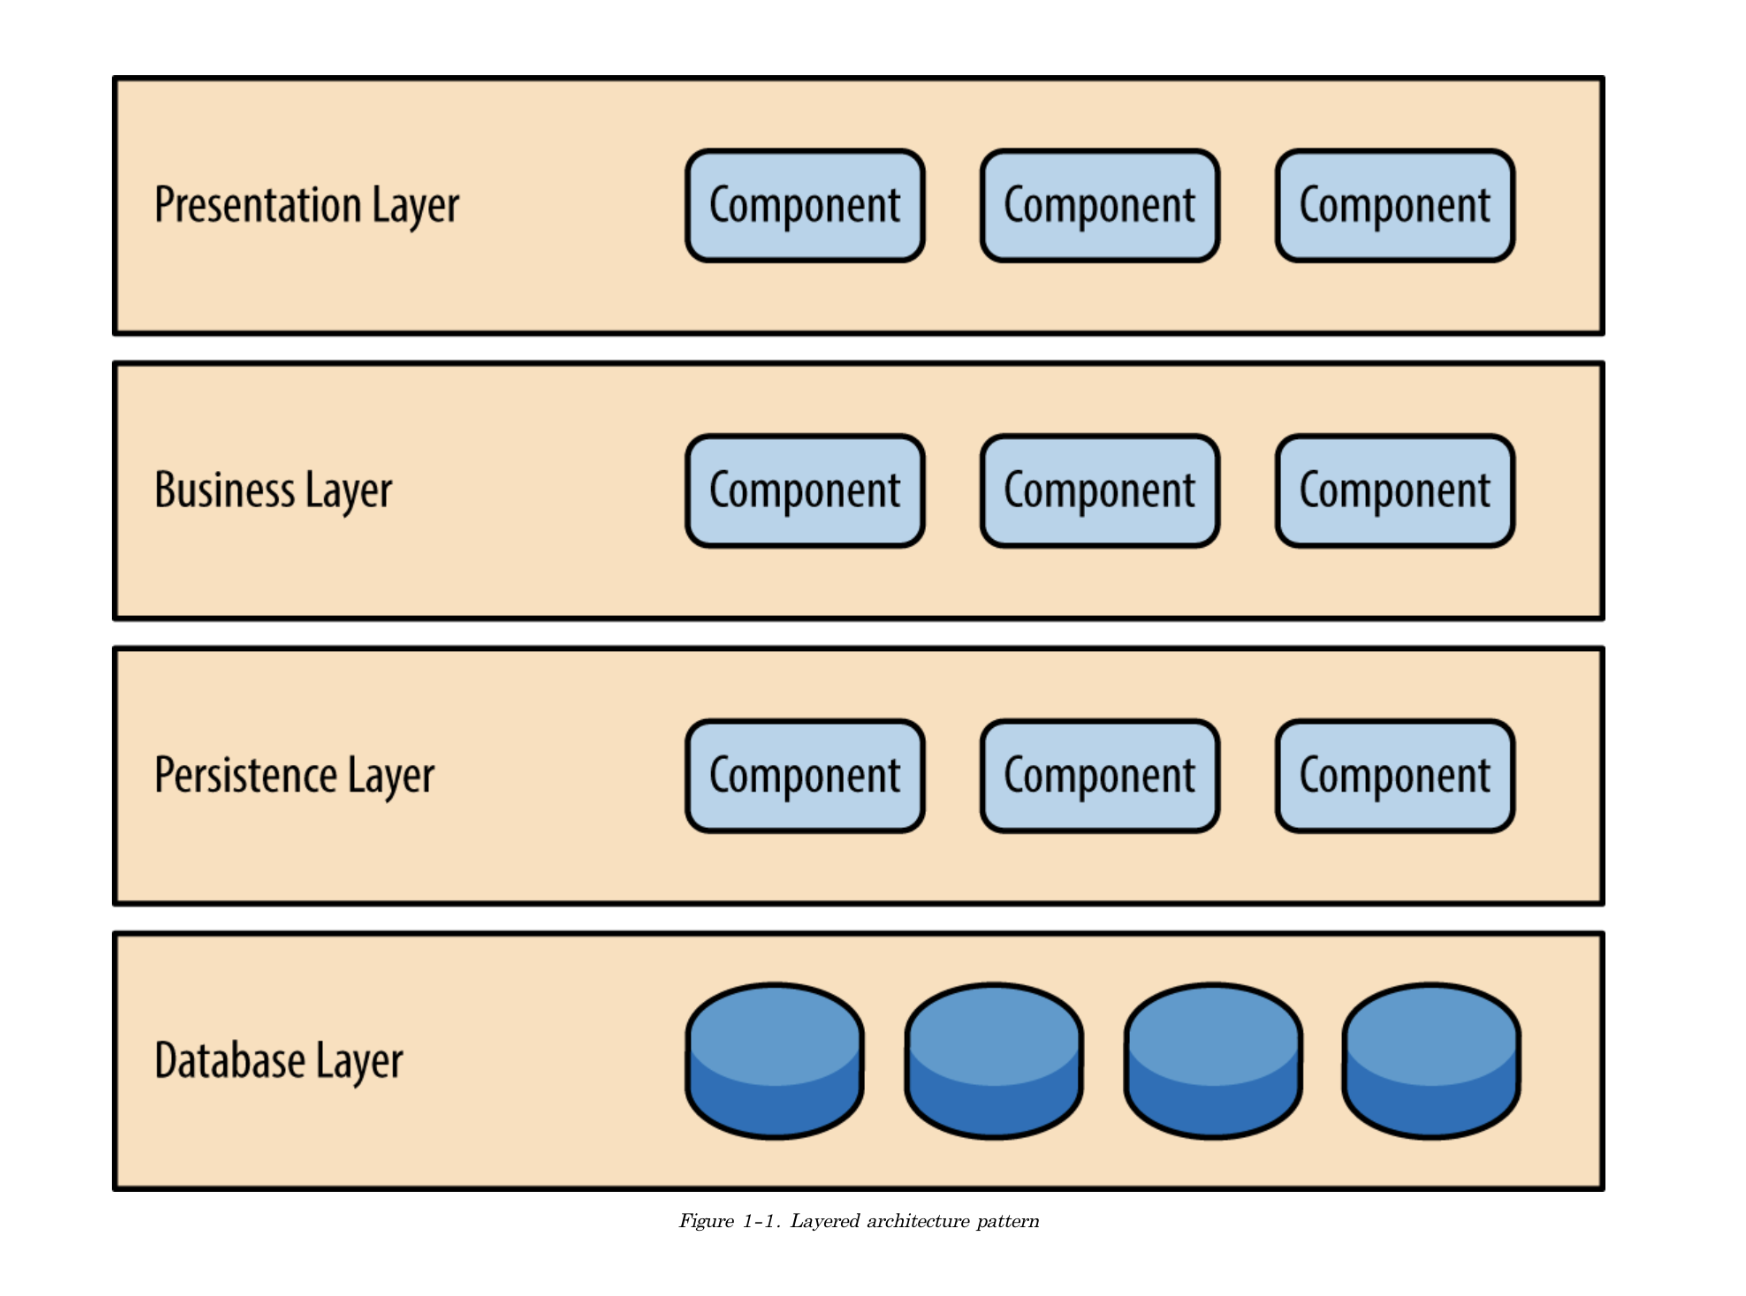 Presentation Layer
Component Component Component
Business Layer
Component Component Component
Persistence Layer
Component Component Component
Database Layer
Figure 1-1. Layered architecture pattern